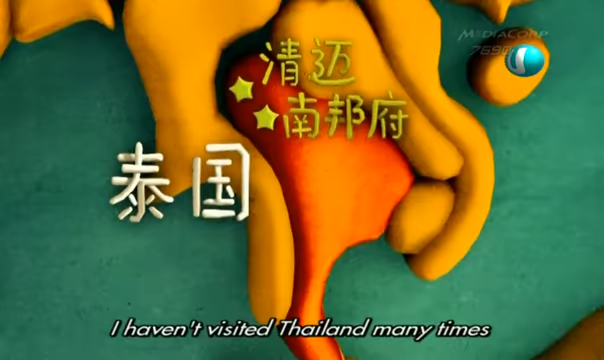 MEDIACORP
清迈
南邦府
泰国
I haven't visited Thailand many times